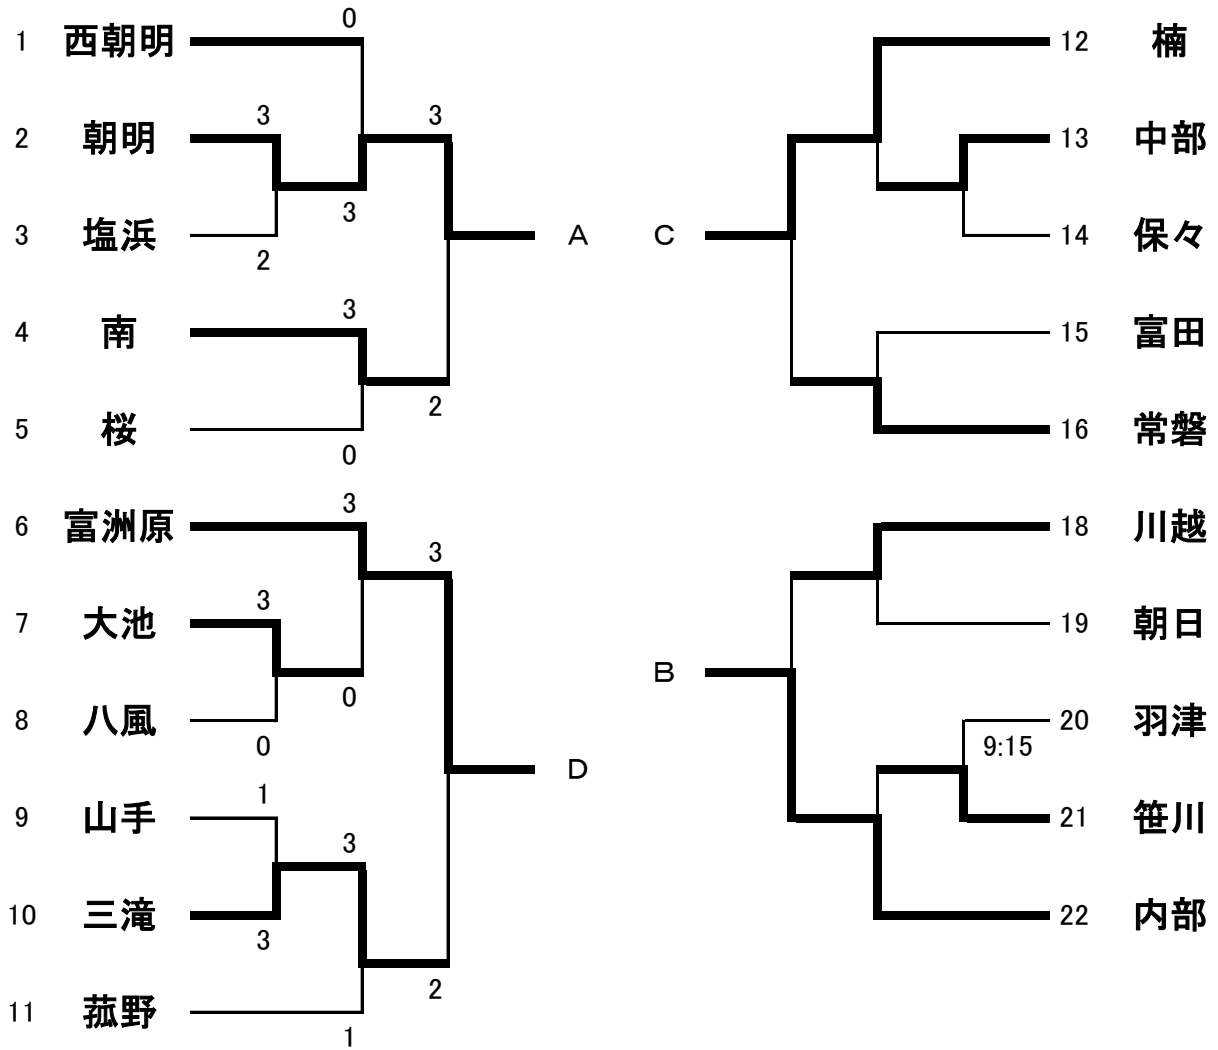 0
1 西朝明
3 3
2 朝明
3
3 塩浜
2
A
3
4 南
2
5 桜
0
3
6 富洲原
3
3
7 大池
0
8 八風
0
D
1
9 山手
3
10 三滝
3
2
11 菰野
1
12 楠
13 中部
C 14 保々
15 富田
16 常磐
18 川越
19 朝日
B
20 羽津
9:15
21 笹川
22 内部